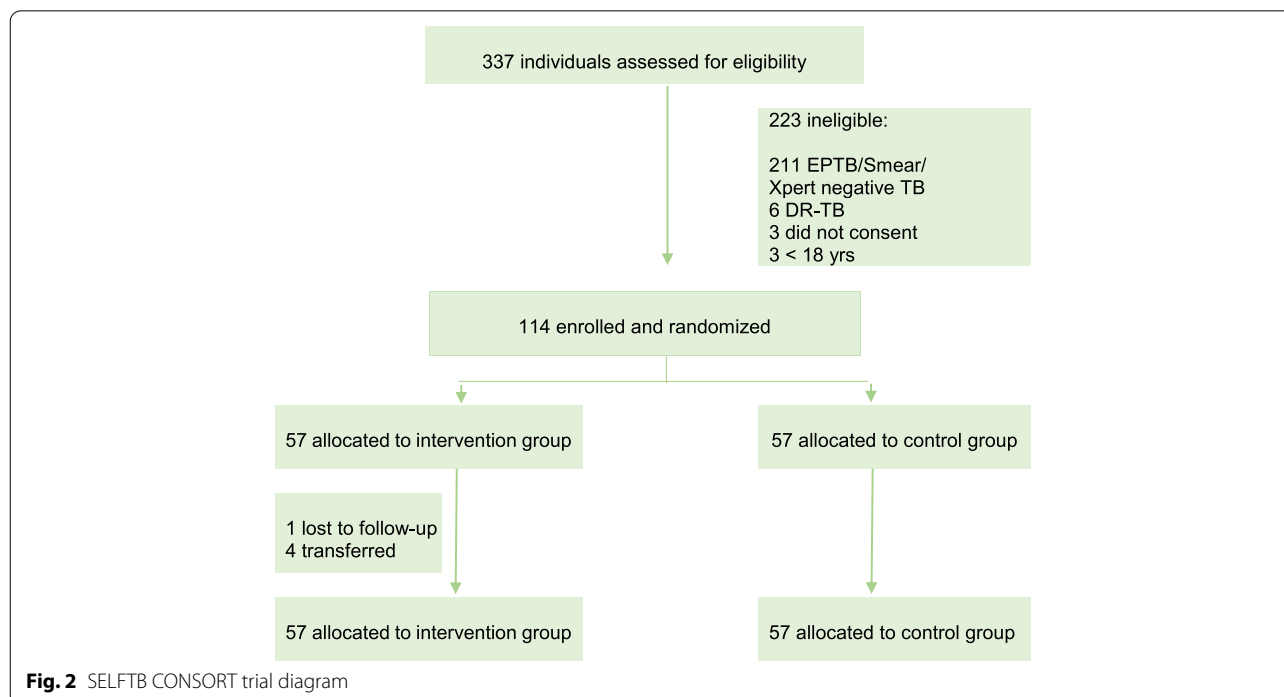 337 individuals assessed for eligibility
223 ineligible:
211 EPTB/Smear/
Xpert negative TB
6 DR-TB
3 did not consent
3 < 18 yrs
114 enrolled and randomized
57 allocated to intervention group
57 allocated to control group
1 lost to follow-up
4 transferred
57 allocated to intervention group
57 allocated to control group
Fig. 2 SELFTB CONSORT trial diagram